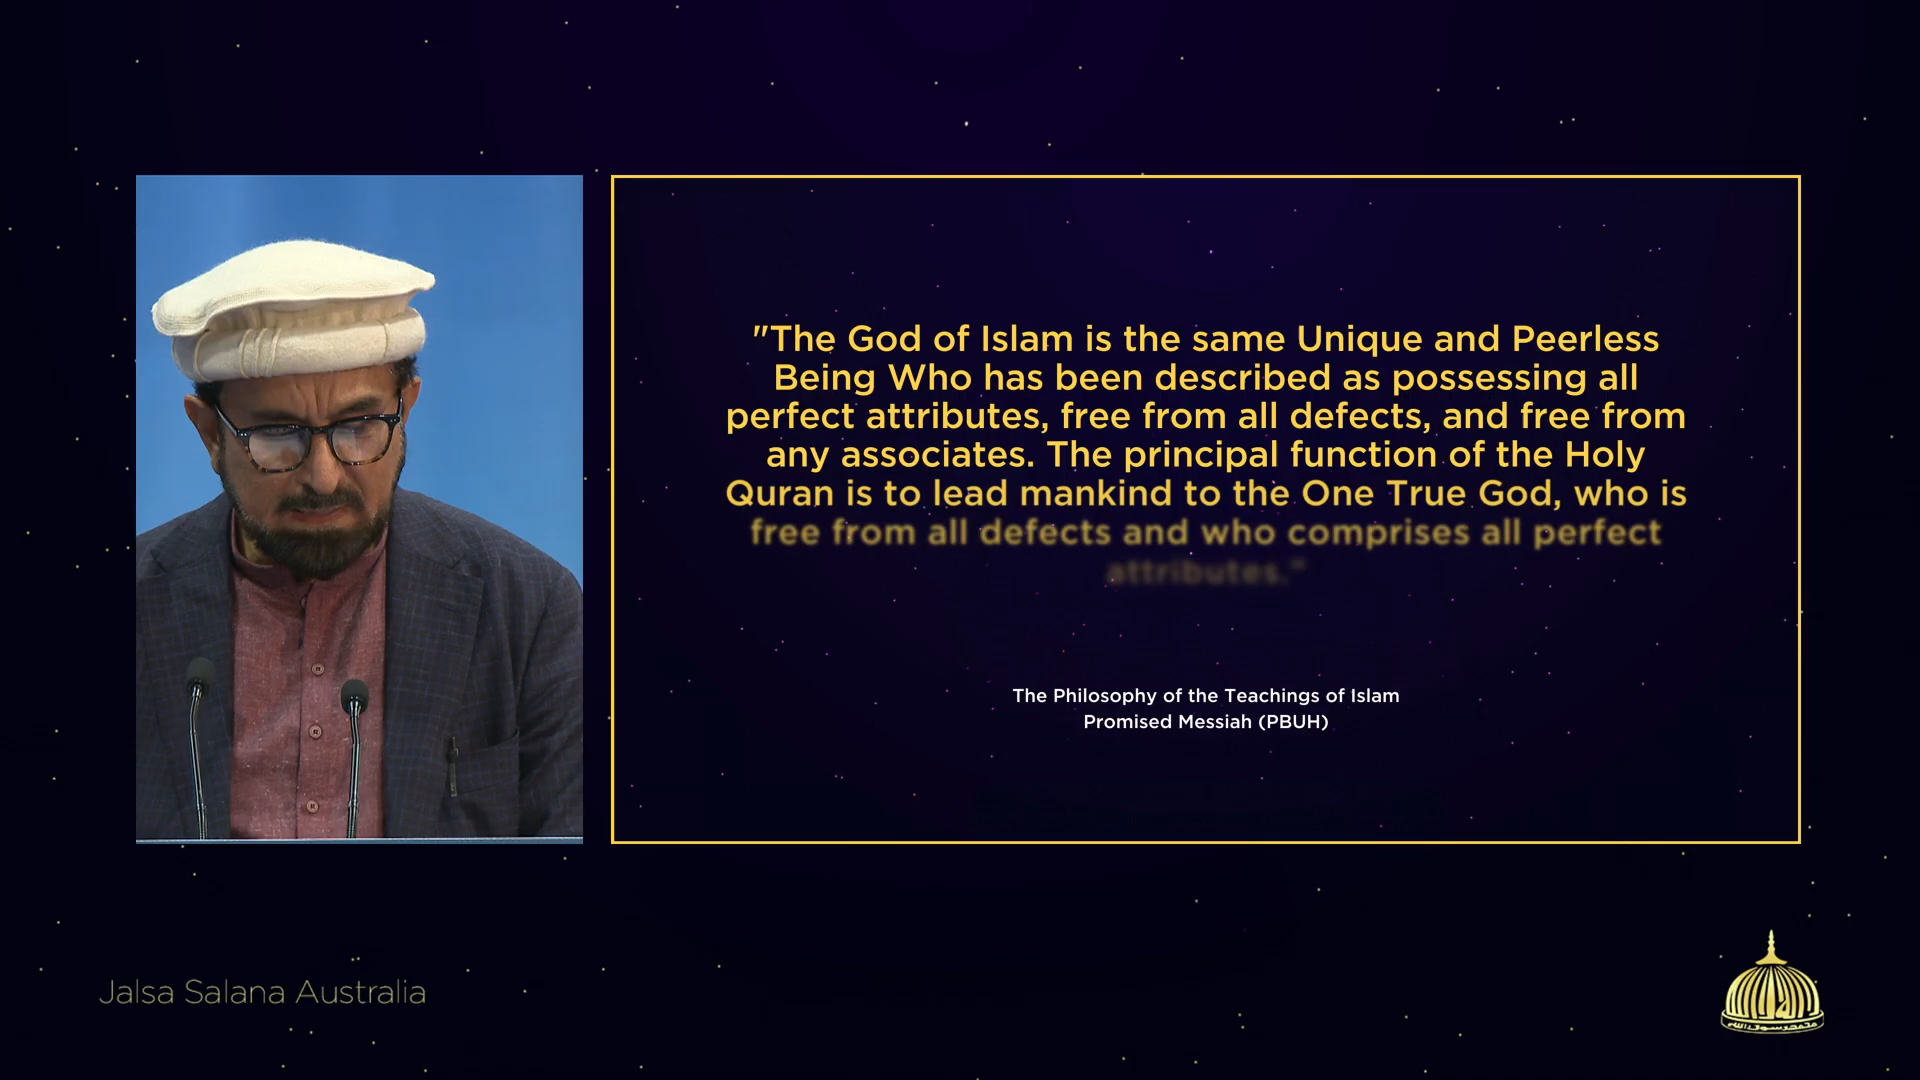 "The God of Islam is the same Unique and Peerless
Being Who has been described as possessing all
perfect attributes, free from all defects, and free from
any associates. The principal function of the Holy
Quran is to lead mankind to the One True God, who is
free from all defects and who comprises all perfect
attributes."
The Philosophy of the Teachings of Islam
Promised Messiah (PBUH)
Jalsa Salana Australia